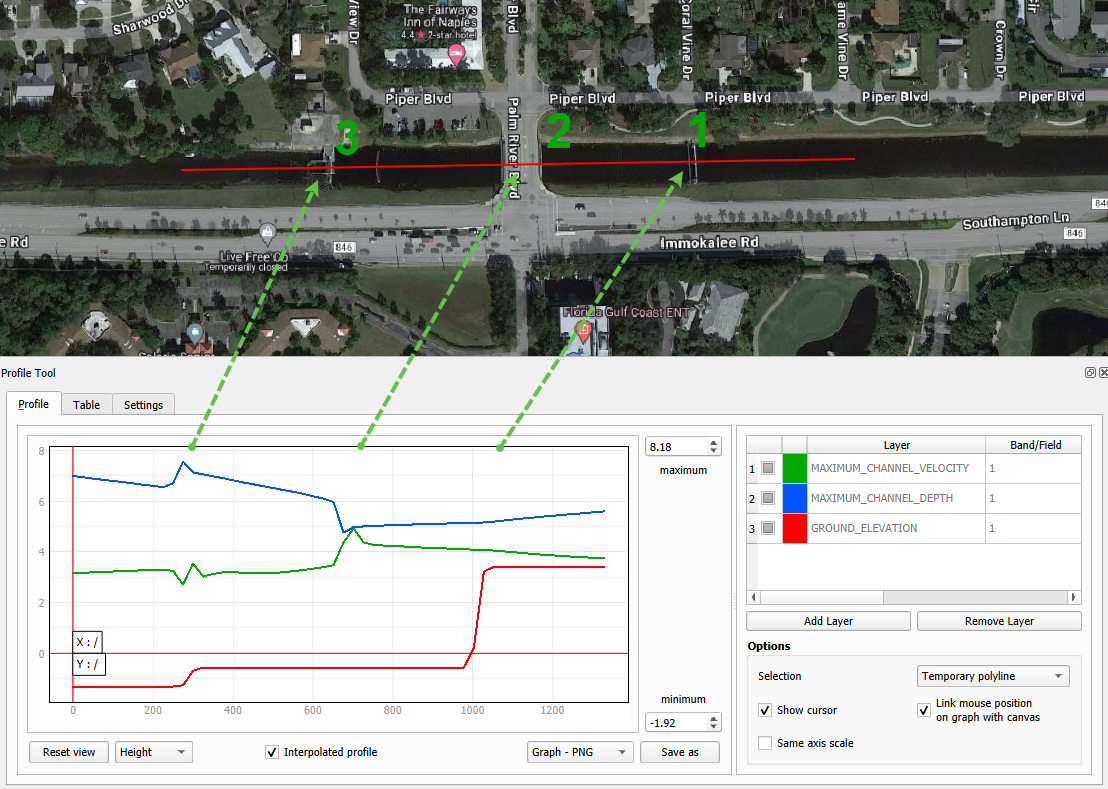 Sharwood Dr
View Dr
The Fairways
Inn of Naples
4.4 ★ 2-star hotel
Blvd
Coral Vine Dr
ame Vine Dr
Crown Dr
Cir
Piper Blvd
Piper Blvd
Piper Blvd
Piper Blvd
Piper Blvd
Palm River Blvd
3
2
1
e Rd
846
Live Free Co
Temporarily closed
Immokalee Rd
Southampton Ln
846
846
Florida Gulf Coast ENT
Profile Tool
Profile
Table
Settings
8
6
4
2
0
X : /
Y : /
0
200
400
600
800
1000
1200
8.18
maximum
minimum
-1.92
Reset view
Height
Interpolated profile
Graph - PNG
Save as
Layer
Band/Field
1 MAXIMUM_CHANNEL_VELOCITY 1
2 MAXIMUM_CHANNEL_DEPTH 1
3 GROUND_ELEVATION 1
Add Layer
Remove Layer
Options
Selection
Temporary polyline
Show cursor
Link mouse position
on graph with canvas
Same axis scale